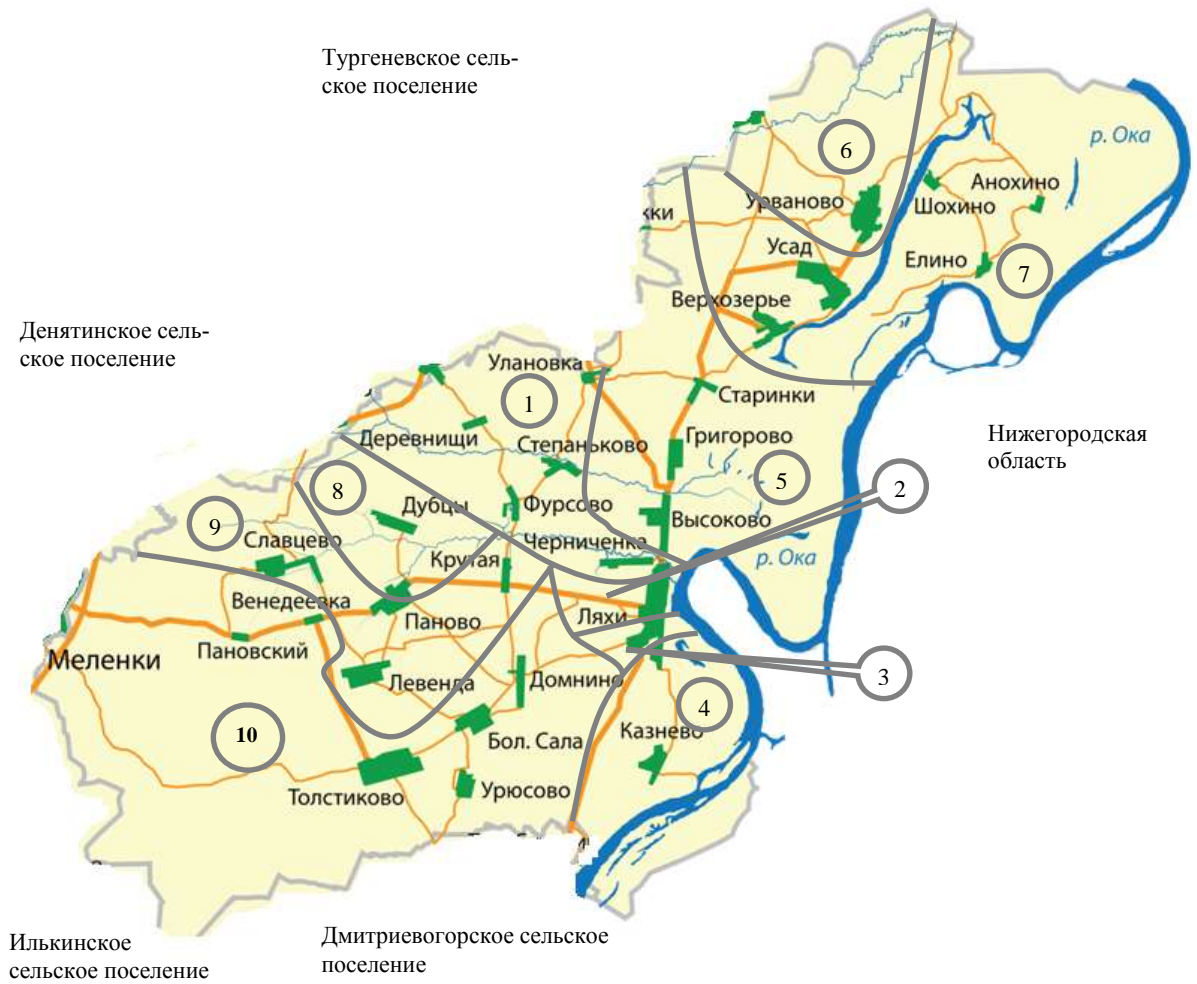 Тургеневское сель-
ское поселение
р. Ока
6
Анохино
Урваново
Шохино
кки
Усад
Елино
7
Верхозерье
Денятинское сель-
ское поселение
Улановка
1
Старинки
Деревнищи
Григорово
Нижегородская
область
Степаньково
5
8
2
Дубцы
Фурсово
Высоково
9
Славцево
Черниченка
Крутая
р. Ока
Венедеевка
Паново
Ляхи
Пановский
Меленки
3
Левенда
Домнино
4
10
Казнево
Бол. Сала
Толстиково
Урюсово
Илькинское
сельское поселение
Дмитриевогорское сельское
поселение